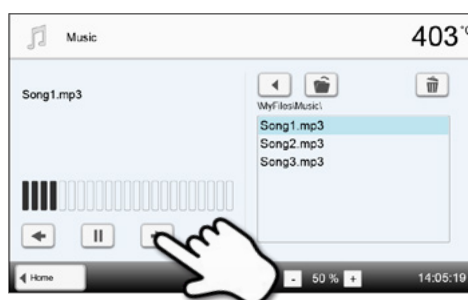 Music
403 °C
Song1.mp3
\MyFiles\Music\
Song1.mp3
Song2.mp3
Song3.mp3
Home
- 50 % +
14:05:19